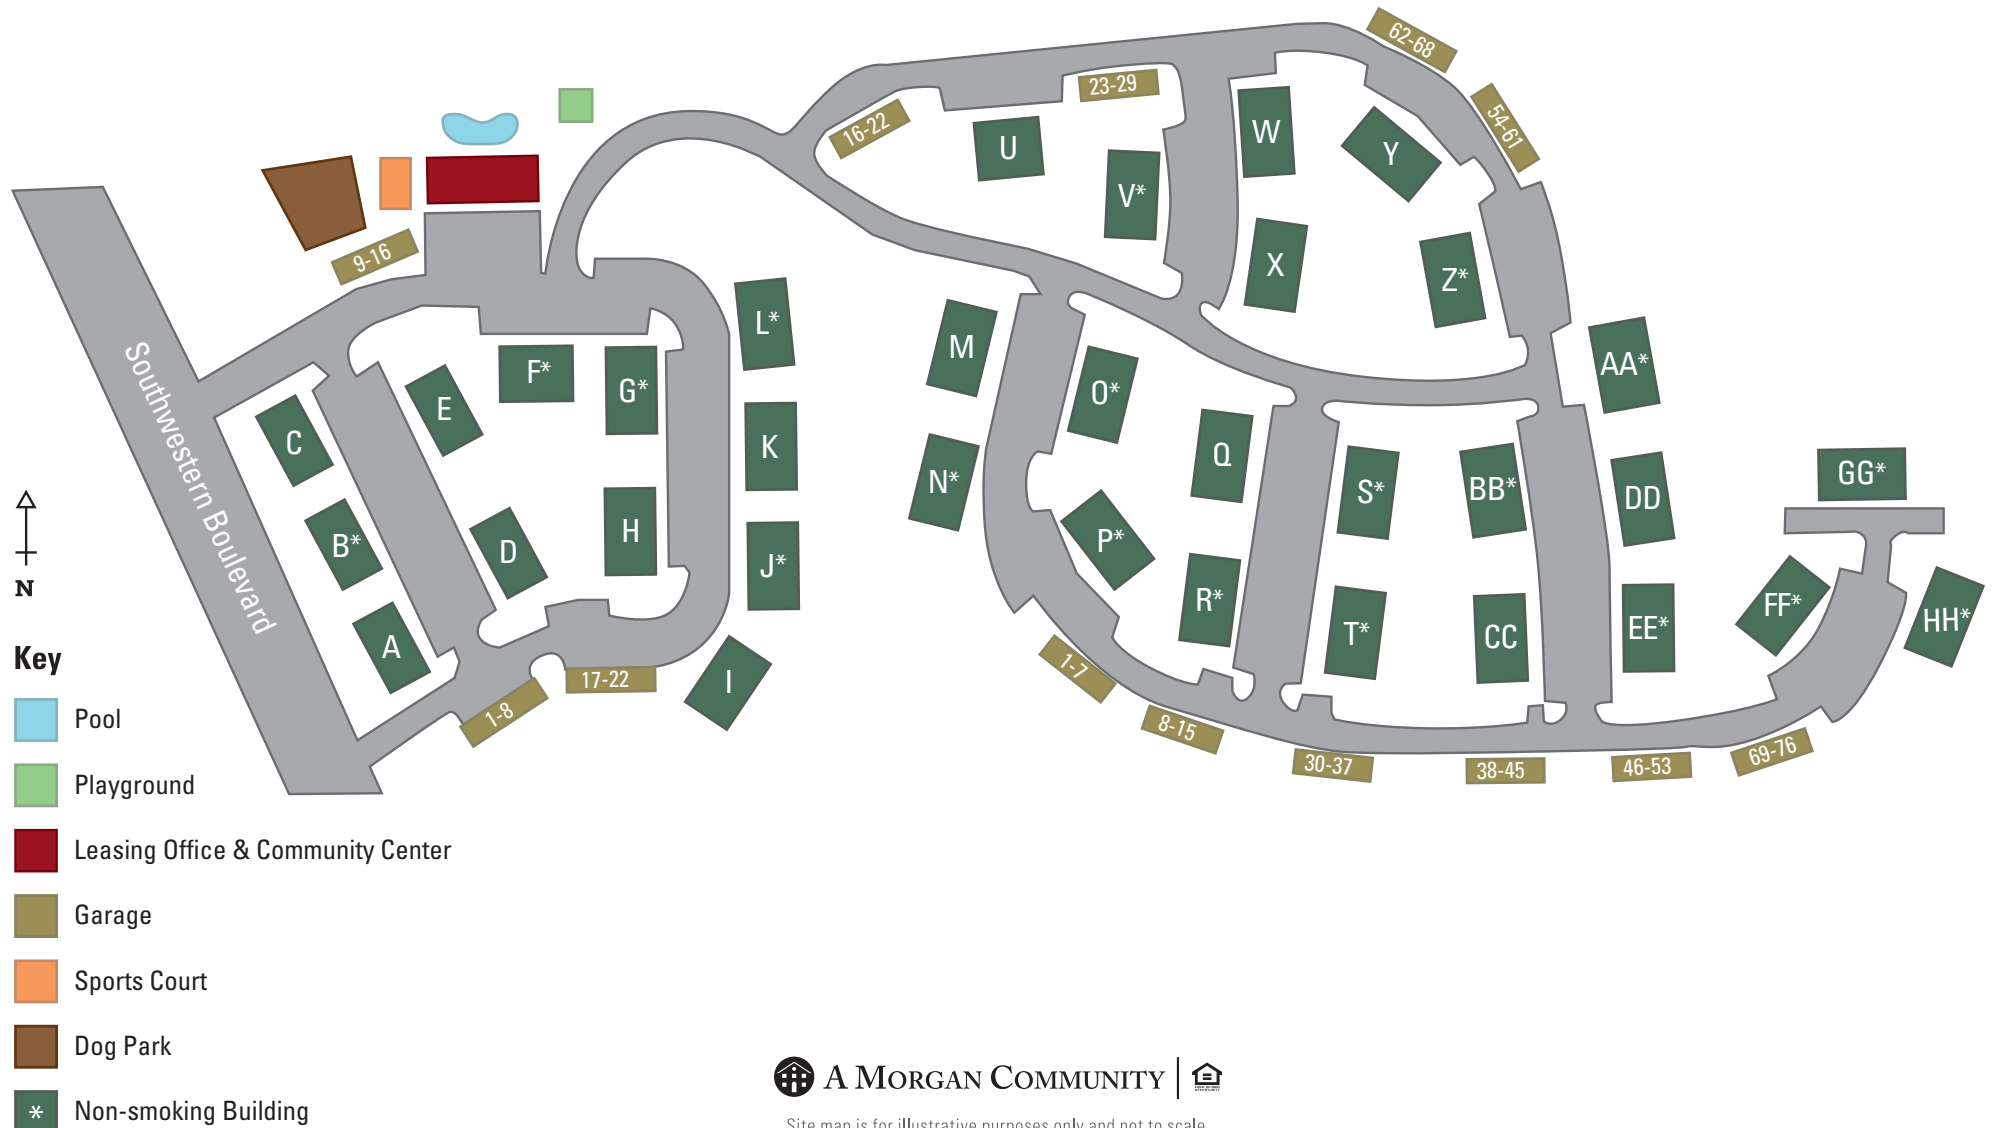 62-68
23-29
54-61
16-22
W
U
Y
V*
9-16
X
Z*
L*
M
AA*
Southwestern Boulevard
F*
G*
E
O*
C
K
Q
GG*
N*
S*
BB*
DD
B*
D
H
P*
J*
FF*
R*
HH*
T*
CC
EE*
A
I
1-7
17-22
1-8
8-15
30-37
38-45
46-53
69-76
N
Key
Pool
Playground
Leasing Office & Community Center
Garage
Sports Court
Dog Park
* Non-smoking Building
A MORGAN COMMUNITY
Site map is for illustrative purposes only and not to scale